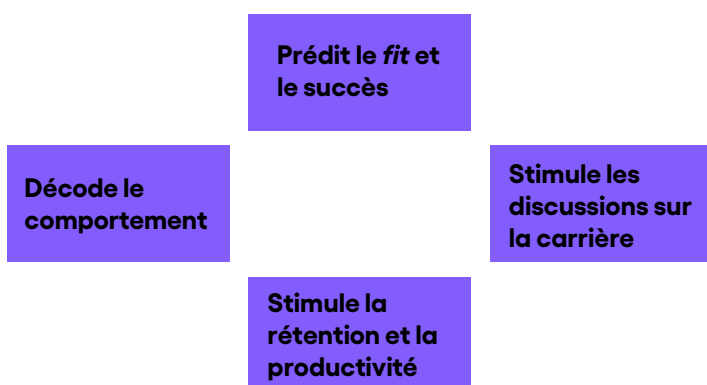 Prédit le fit et
le succès
Décode le
comportement
Stimule les
discussions sur
la carrière
Stimule la
rétention et la
productivité